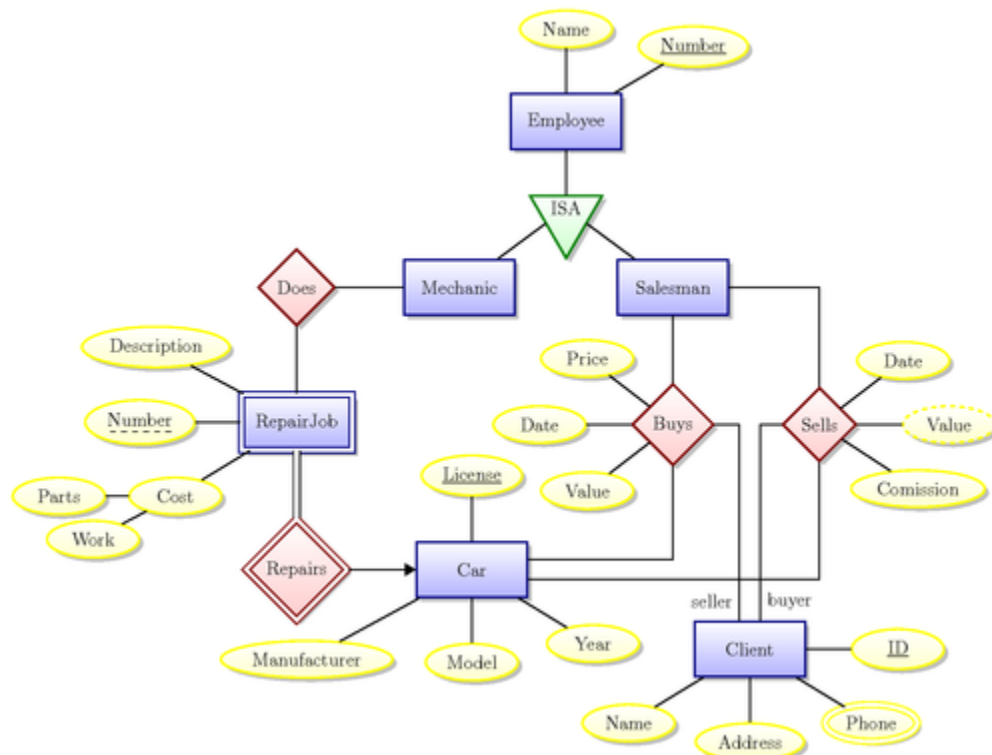 Name
Number
Employee
ISA
Does
Mechanic
Salesman
Description
Price
Date
Number
RepairJob
Date
Buys
Sells
Value
Parts
Cost
License
Value
Comission
Work
Repairs
Car
seller
buyer
Manufacturer
Model
Year
Client
ID
Name
Address
Phone